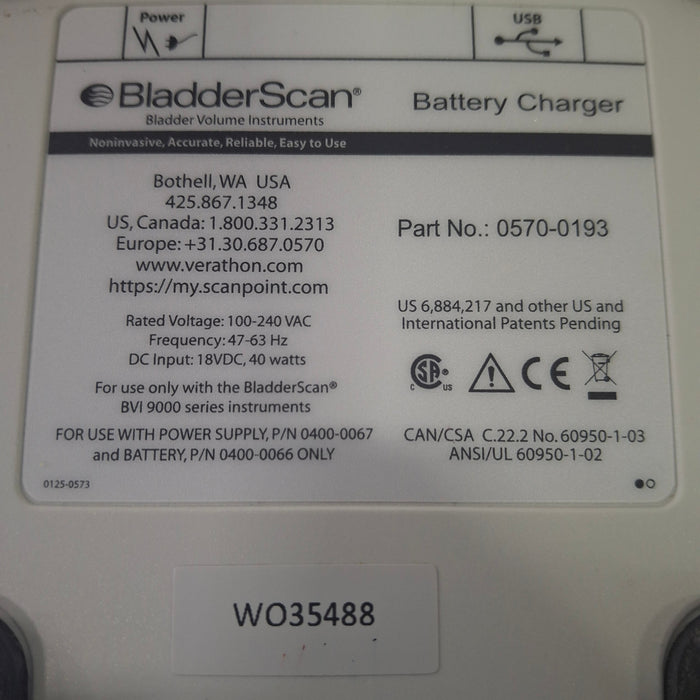 Power
USB
BladderScan®
Bladder Volume Instruments
Battery Charger
Noninvasive, Accurate, Reliable, Easy to Use
Bothell, WA USA
425.867.1348
US, Canada: 1.800.331.2313
Europe: +31.30.687.0570
www.verathon.com
https://my.scanpoint.com
Rated Voltage: 100-240 VAC
Frequency: 47-63 Hz
DC Input: 18VDC, 40 watts
For use only with the BladderScan®
BVI 9000 series instruments
FOR USE WITH POWER SUPPLY, P/N 0400-0067
and BATTERY, P/N 0400-0066 ONLY
0125-0573
Part No.: 0570-0193
US 6,884,217 and other US and
International Patents Pending
C SA US ! CE
CAN/CSA C.22.2 No. 60950-1-03
ANSI/UL 60950-1-02
WO35488